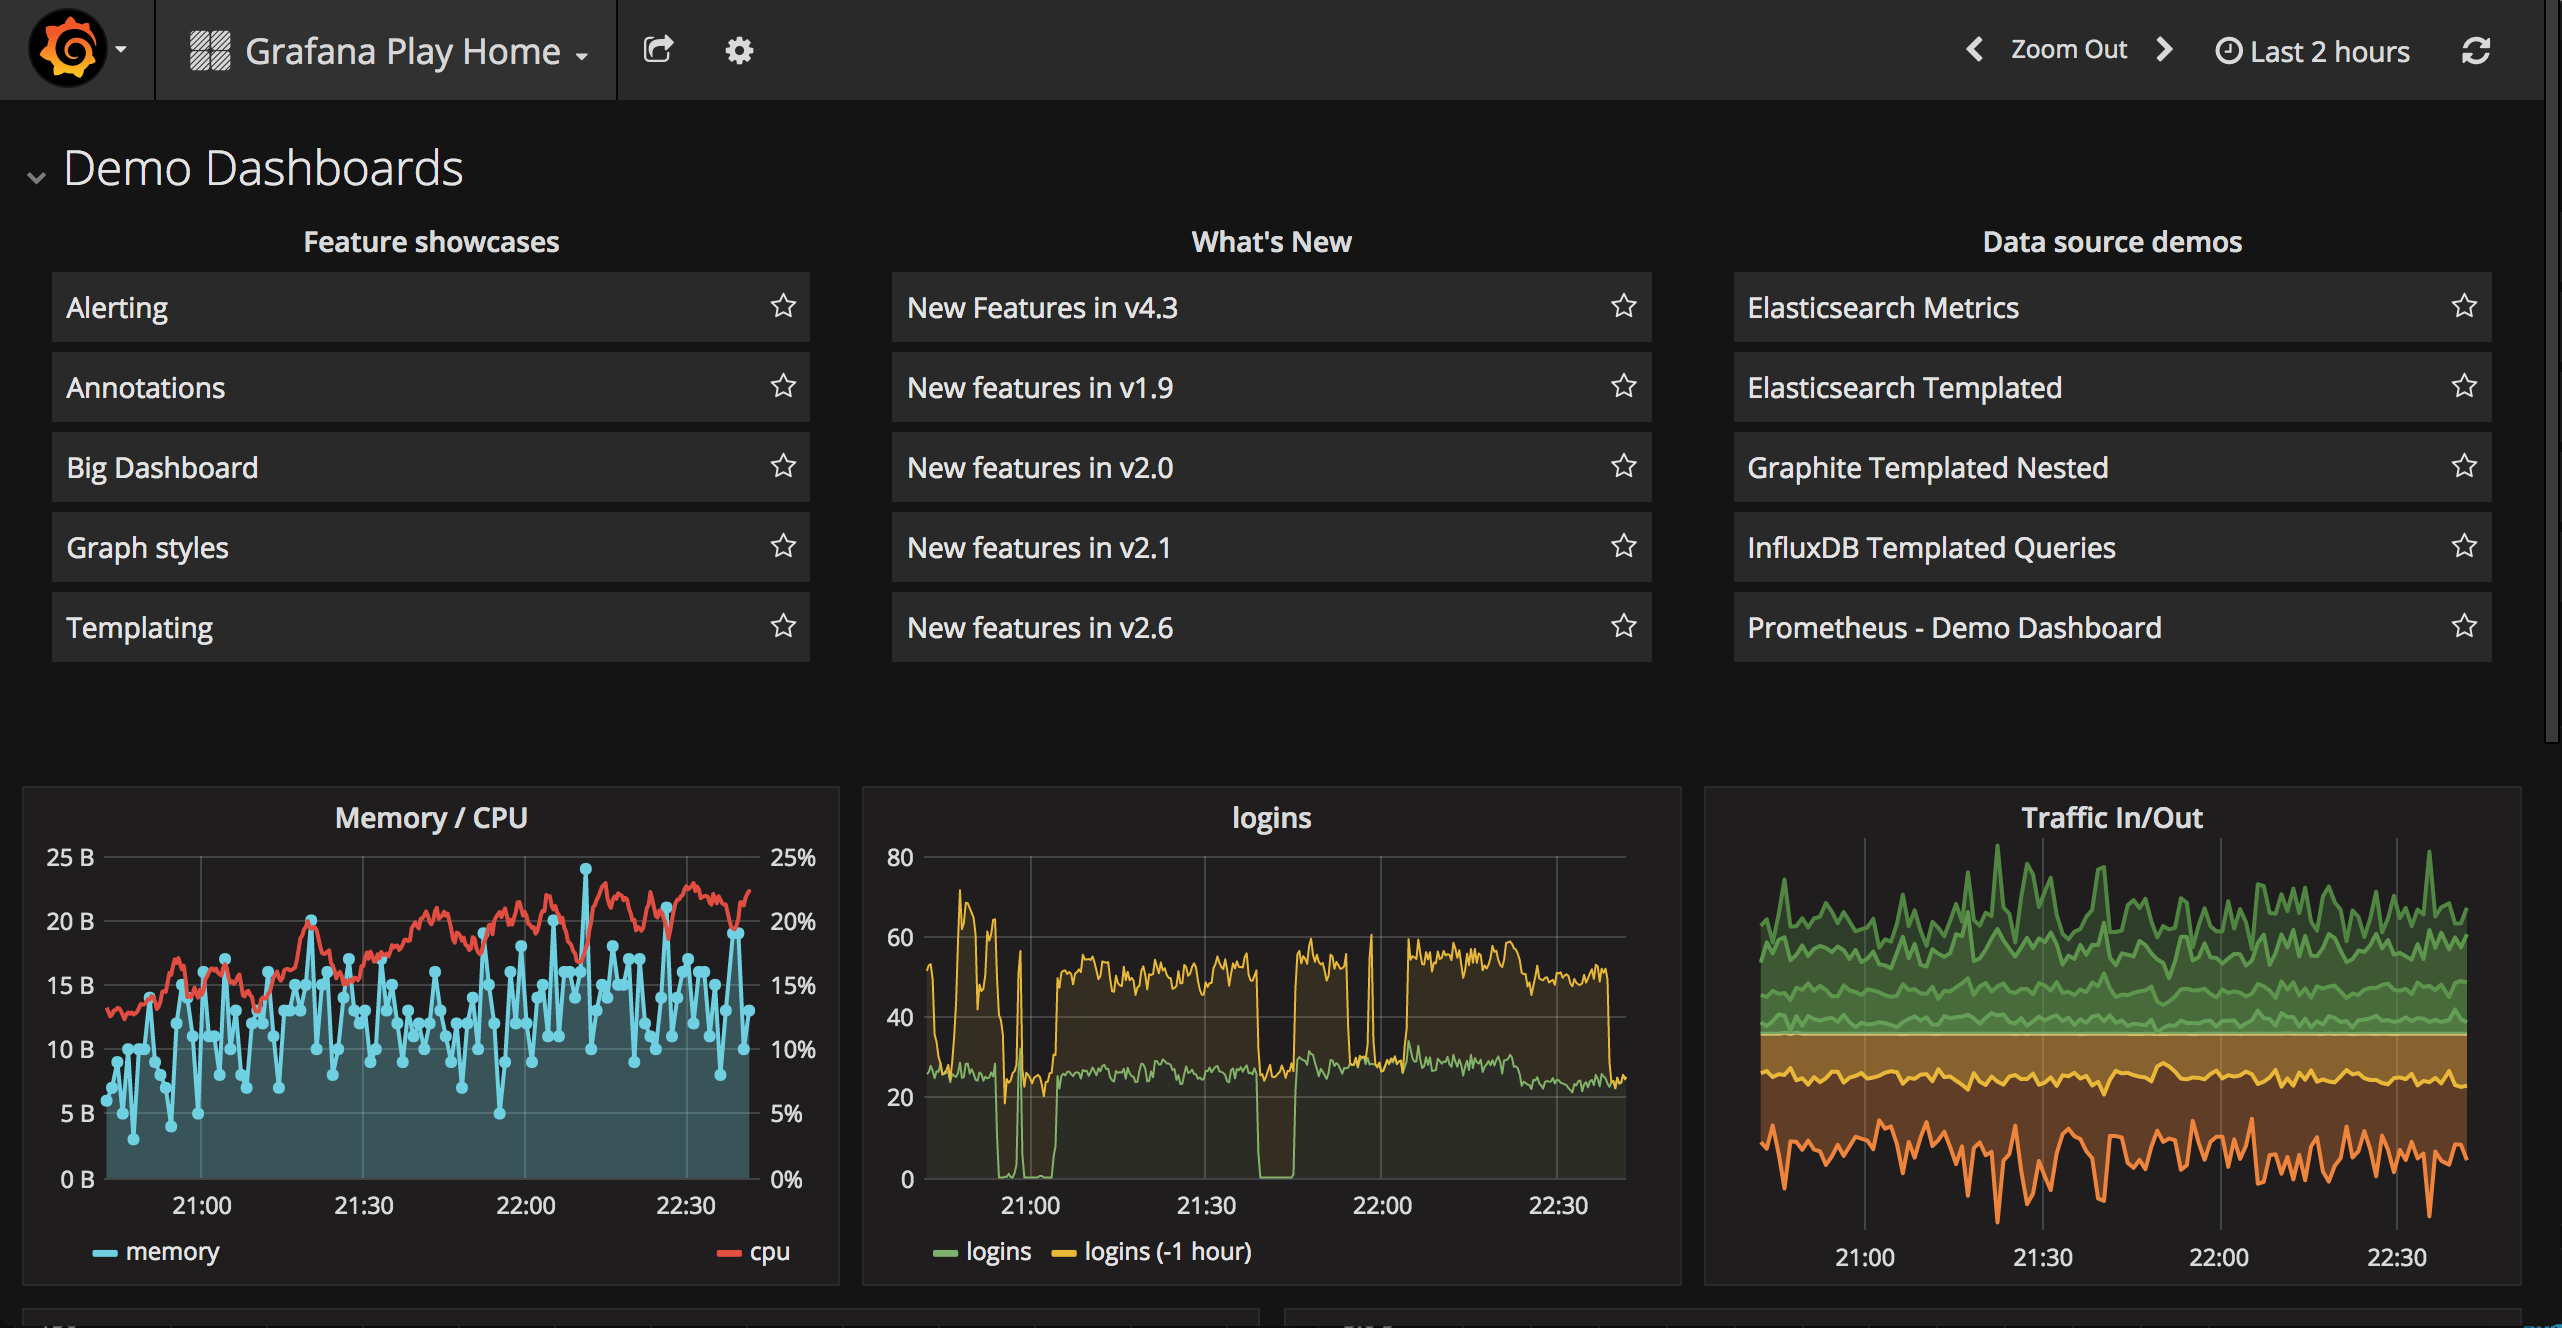 Grafana Play Home
Zoom Out
Last 2 hours
Demo Dashboards
Feature showcases
Alerting
Annotations
Big Dashboard
Graph styles
Templating
What's New
New Features in v4.3
New features in v1.9
New features in v2.0
New features in v2.1
New features in v2.6
Data source demos
Elasticsearch Metrics
Elasticsearch Templated
Graphite Templated Nested
InfluxDB Templated Queries
Prometheus - Demo Dashboard
Memory / CPU
25 B 25%
20 B 20%
15 B 15%
10 B 10%
5 B 5%
0 B 0%
21:00 21:30 22:00 22:30
memory cpu
logins
80
60
40
20
0
21:00 21:30 22:00 22:30
logins logins (-1 hour)
Traffic In/Out
21:00 21:30 22:00 22:30